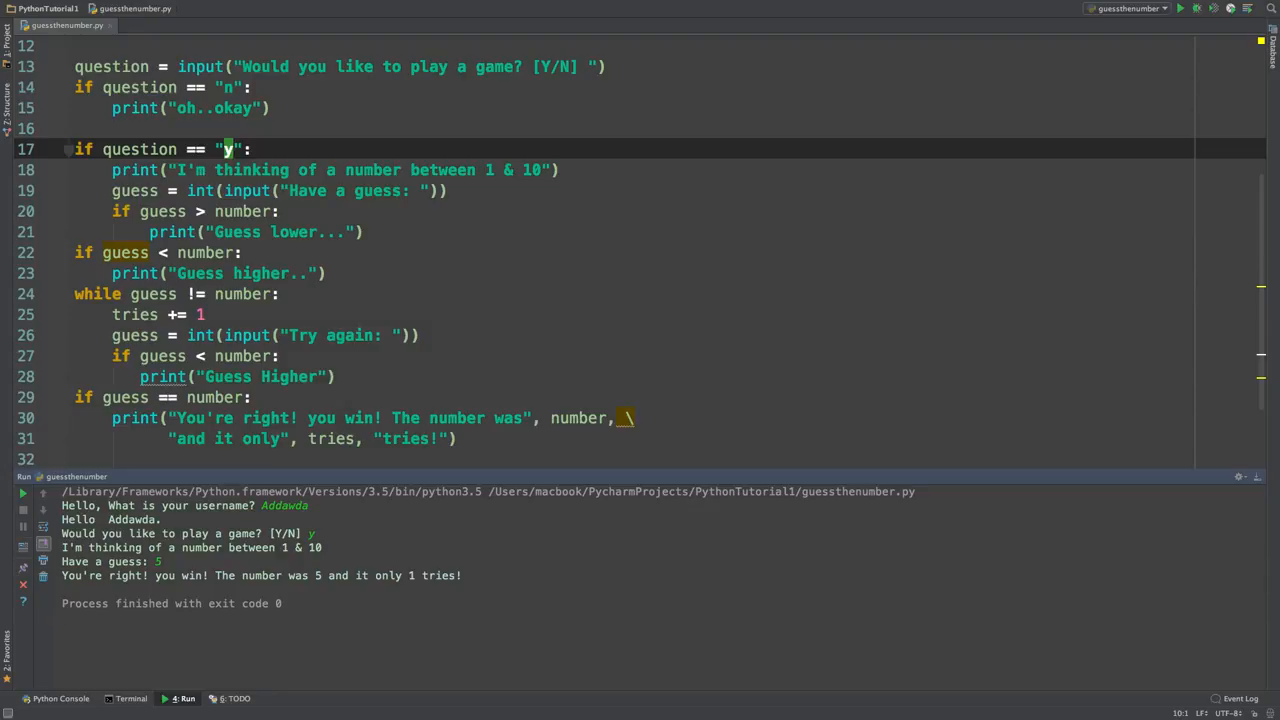 PythonTutorial1 guessthenumber.py guessthenumber
guessthenumber.py
1: Project
Z: Structure
2: Favorites
Database
12
13 question = input("Would you like to play a game? [Y/N] ")
14 if question == "n":
15 print("oh..okay")
16
17 if question == "y":
18 print("I'm thinking of a number between 1 & 10")
19 guess = int(input("Have a guess: "))
20 if guess > number:
21 print("Guess lower...")
22 if guess < number:
23 print("Guess higher..")
24 while guess != number:
25 tries += 1
26 guess = int(input("Try again: "))
27 if guess < number:
28 print("Guess Higher")
29 if guess == number:
30 print("You're right! you win! The number was", number, \
31 "and it only", tries, "tries!")
32
Run guessthenumber
/Library/Frameworks/Python.framework/Versions/3.5/bin/python3.5 /Users/macbook/PycharmProjects/PythonTutorial1/guessthenumber.py
Hello, What is your username? Addawda
Hello Addawda.
Would you like to play a game? [Y/N] y
I'm thinking of a number between 1 & 10
Have a guess: 5
You're right! you win! The number was 5 and it only 1 tries!
Process finished with exit code 0
Python Console Terminal 4: Run 6: TODO Event Log
10:1 LF÷ UTF-8÷